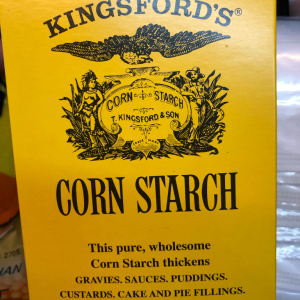 KINGSFORD'S®
CORN STARCH
T. KINGSFORD & SON
CORN STARCH
This pure, wholesome
Corn Starch thickens
GRAVIES. SAUCES. PUDDINGS.
CUSTARDS. CAKE AND PIE FILLINGS.